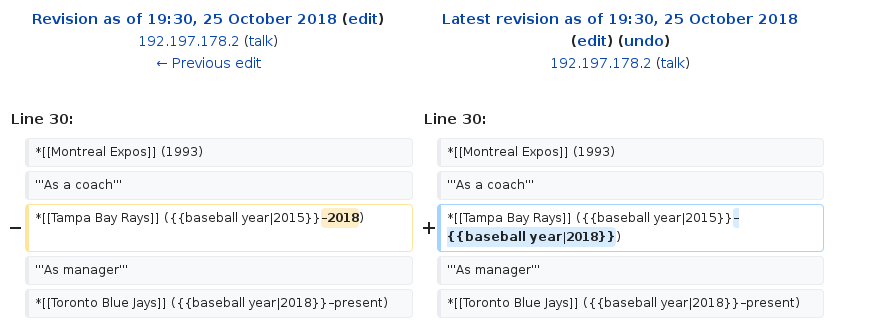 Revision as of 19:30, 25 October 2018 (edit)
192.197.178.2 (talk)
← Previous edit
Latest revision as of 19:30, 25 October 2018
(edit) (undo)
192.197.178.2 (talk)
Line 30:
Line 30:
*[[Montreal Expos]] (1993)
*[[Montreal Expos]] (1993)
'''As a coach'''
'''As a coach'''
− *[[Tampa Bay Rays]] ({{baseball year|2015}}–2018)
+ *[[Tampa Bay Rays]] ({{baseball year|2015}}–
{{baseball year|2018}})
'''As manager'''
'''As manager'''
*[[Toronto Blue Jays]] ({{baseball year|2018}}–present)
*[[Toronto Blue Jays]] ({{baseball year|2018}}–present)